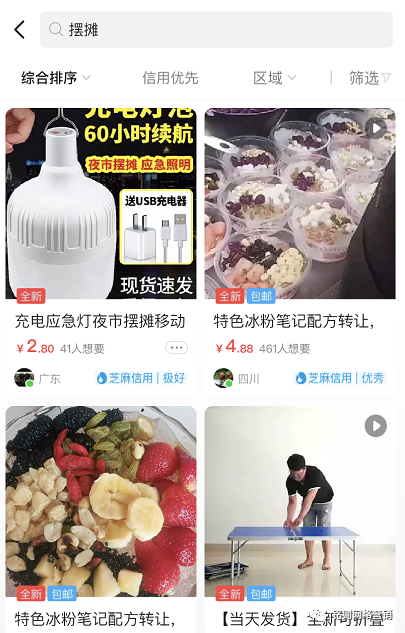 摆摊
综合排序
信用优先
区域
筛选
充电灯泡
60小时续航
夜市摆摊 应急照明
送USB充电器
现货速发
全新
全新 包邮
充电应急灯夜市摆摊移动
特色冰粉笔记配方转让,
¥2.80 41人想要
¥4.88 461人想要
广东 芝麻信用 | 极好
四川 芝麻信用 | 优秀
全新 包邮
全新 包邮
特色冰粉笔记配方转让,
【当天发货】全新可折叠